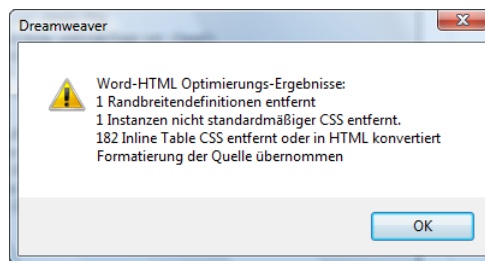 Dreamweaver
Word-HTML Optimierungs-Ergebnisse:
1 Randbreitendefinitionen entfernt
1 Instanzen nicht standardmäßiger CSS entfernt.
182 Inline Table CSS entfernt oder in HTML konvertiert
Formatierung der Quelle übernommen
OK